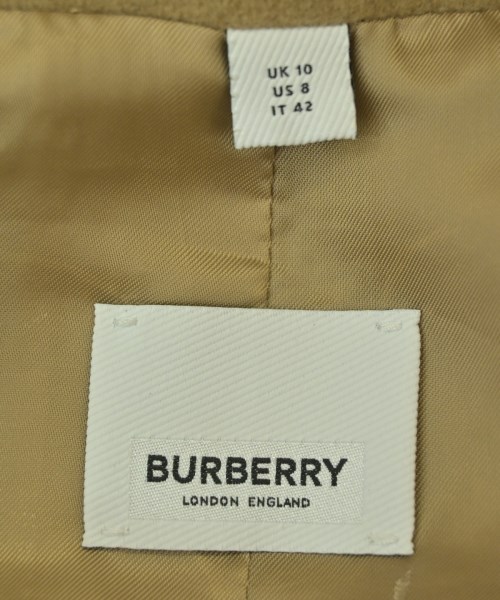 UK 10
US 8
IT 42
BURBERRY
LONDON ENGLAND